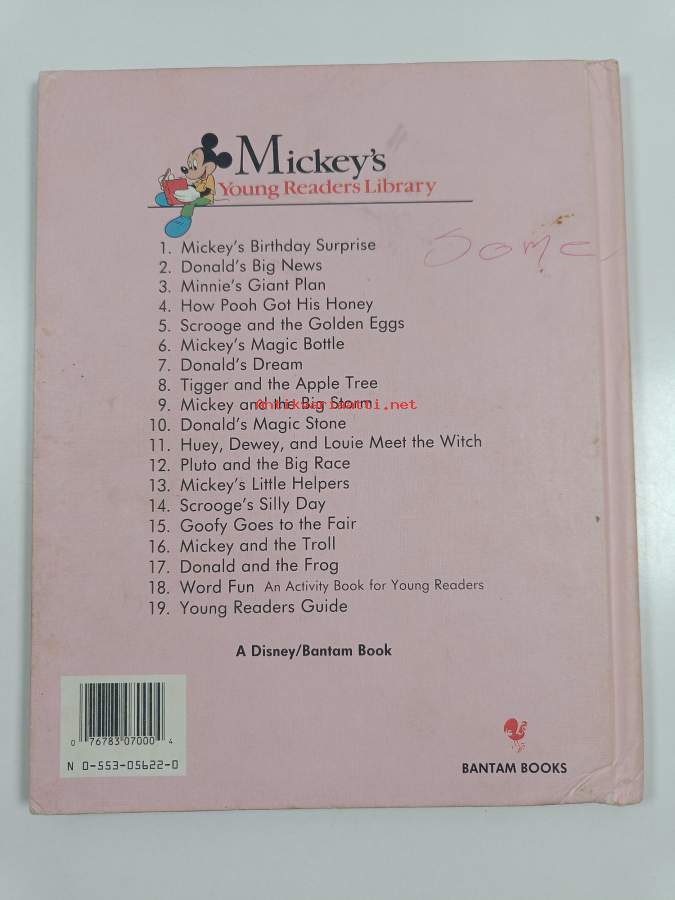 Mickey's
Young Readers Library
1. Mickey's Birthday Surprise
Some
2. Donald's Big News
3. Minnie's Giant Plan
4. How Pooh Got His Honey
5. Scrooge and the Golden Eggs
6. Mickey's Magic Bottle
7. Donald's Dream
8. Tigger and the Apple Tree
9. Mickey and the Big Storm
Antikvariaatti.net
10. Donald's Magic Stone
11. Huey, Dewey, and Louie Meet the Witch
12. Pluto and the Big Race
13. Mickey's Little Helpers
14. Scrooge's Silly Day
15. Goofy Goes to the Fair
16. Mickey and the Troll
17. Donald and the Frog
18. Word Fun An Activity Book for Young Readers
19. Young Readers Guide
A Disney/Bantam Book
0 76783 07000 4
N 0-553-05622-0
BANTAM BOOKS